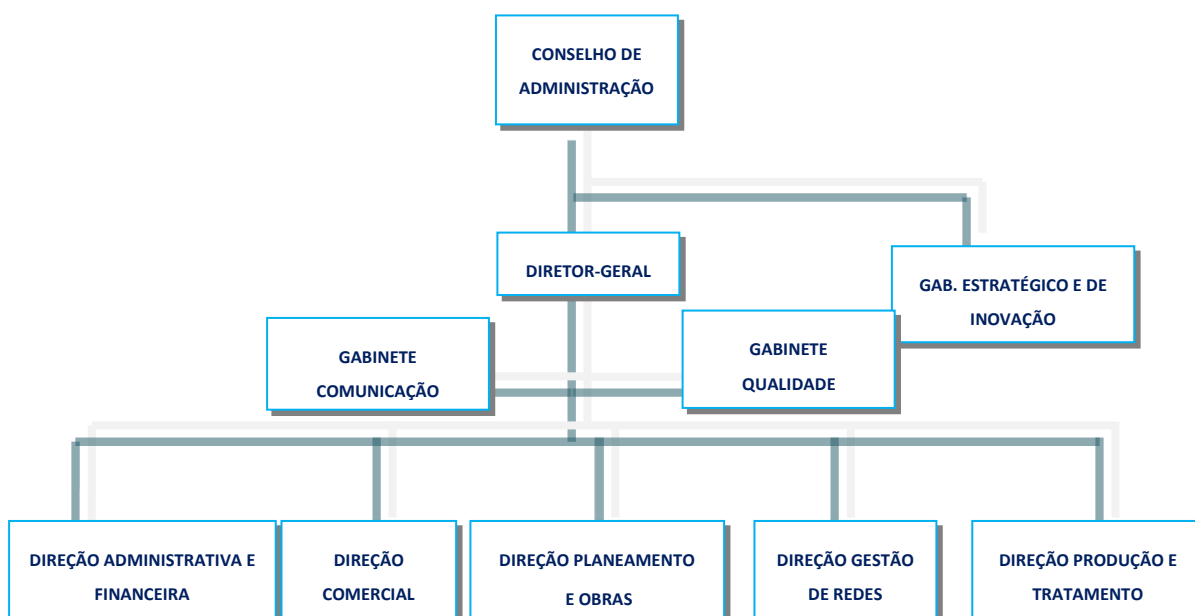 CONSELHO DE
ADMINISTRAÇÃO
DIRETOR-GERAL
GAB. ESTRATÉGICO E DE
INOVAÇÃO
GABINETE
COMUNICAÇÃO
GABINETE
QUALIDADE
DIREÇÃO ADMINISTRATIVA E
FINANCEIRA
DIREÇÃO
COMERCIAL
DIREÇÃO PLANEAMENTO
E OBRAS
DIREÇÃO GESTÃO
DE REDES
DIREÇÃO PRODUÇÃO E
TRATAMENTO